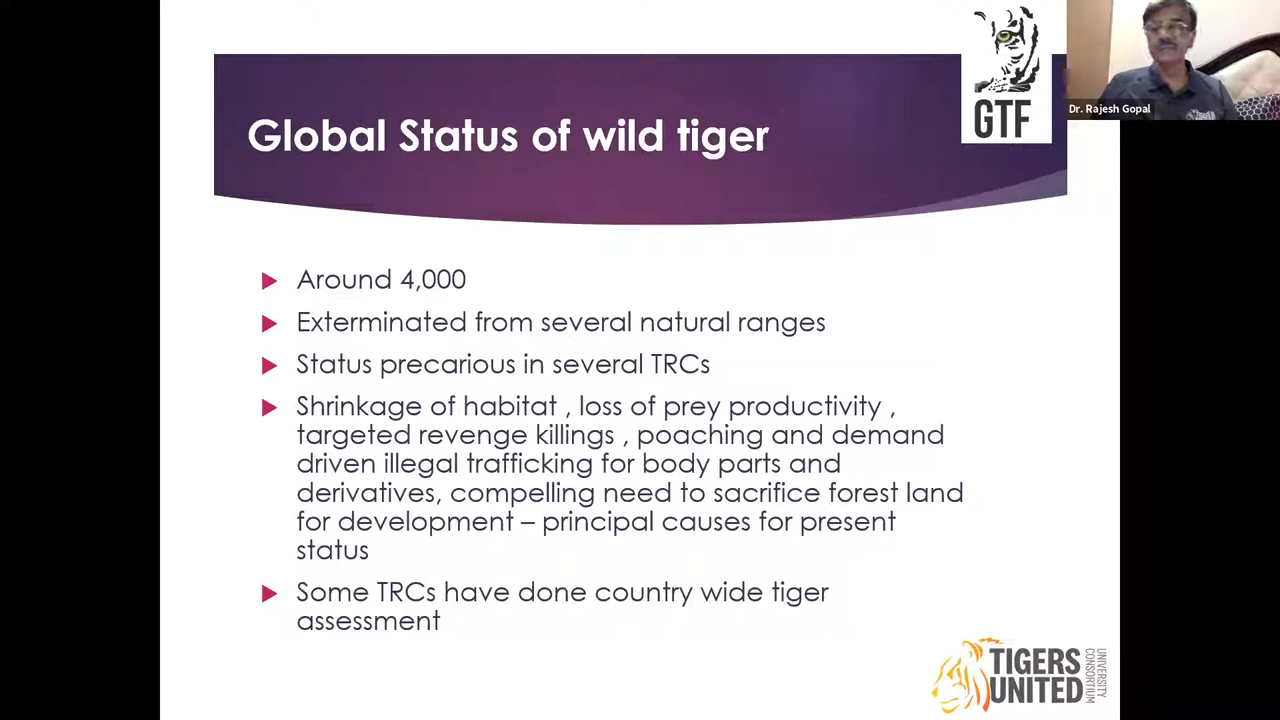 GTF
Dr. Rajesh Gopal
Global Status of wild tiger
Around 4,000
Exterminated from several natural ranges
Status precarious in several TRCs
Shrinkage of habitat , loss of prey productivity ,
targeted revenge killings , poaching and demand
driven illegal trafficking for body parts and
derivatives, compelling need to sacrifice forest land
for development – principal causes for present
status
Some TRCs have done country wide tiger
assessment
TIGERS
UNITED
UNIVERSITY
CONSORTIUM